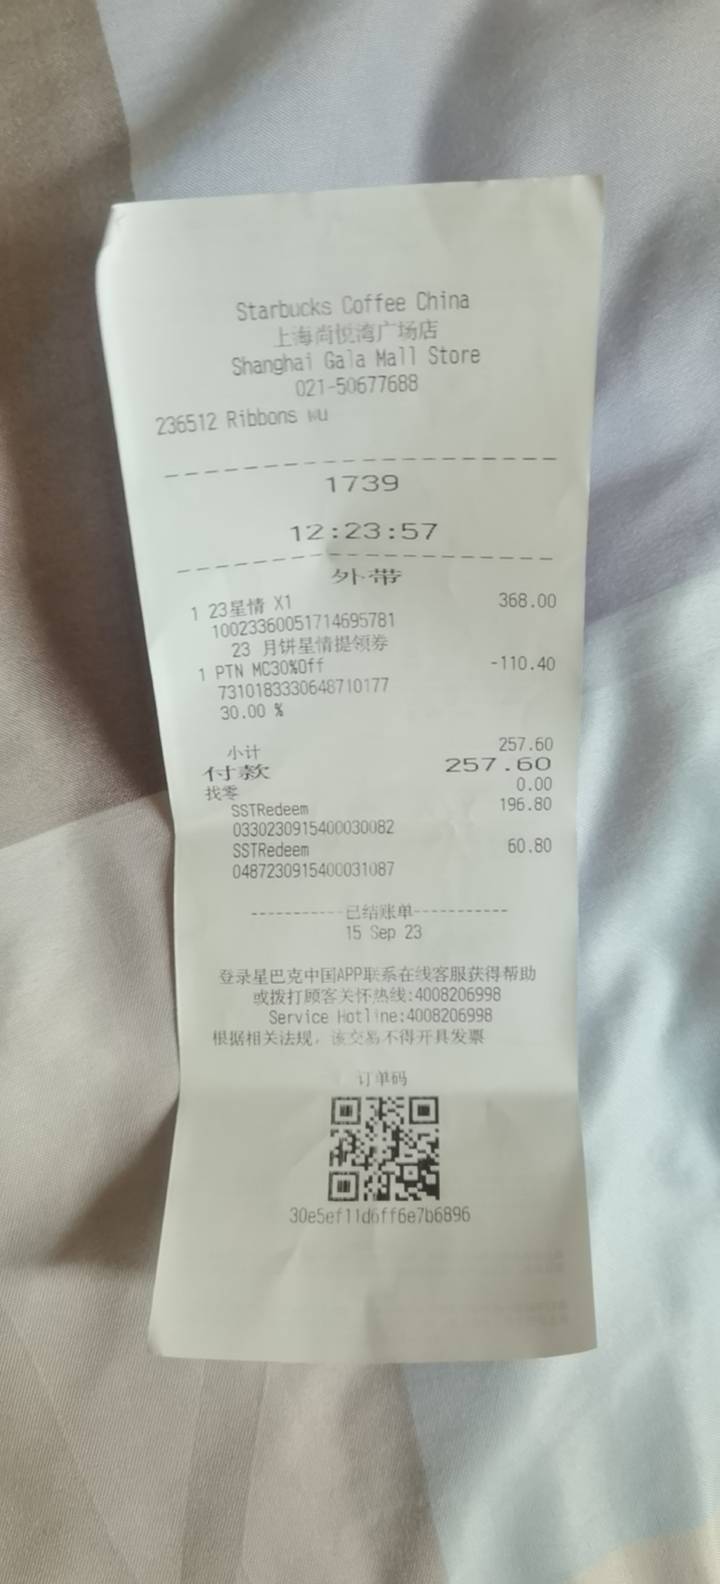 Starbucks Coffee China
上海尚悦湾广场店
Shanghai Gala Mall Store
021-50677688
236512 Ribbons wu
1739
12:23:57
外带
1 23星情 X1 368.00
10023360051714695781
23 月饼星情提领券
1 PTN MC30%Off -110.40
7310183330648710177
30.00 %
小计 257.60
付款 257.60
找零 0.00
SSTRedeem 196.80
0330230915400030082
SSTRedeem 60.80
0487230915400031087
-----------已结账单-----------
15 Sep 23
登录星巴克中国APP联系在线客服获得帮助
或拨打顾客关怀热线:4008206998
Service Hotline:4008206998
根据相关法规，该交易不得开具发票
订单码
30e5ef11d6ff6e7b6896